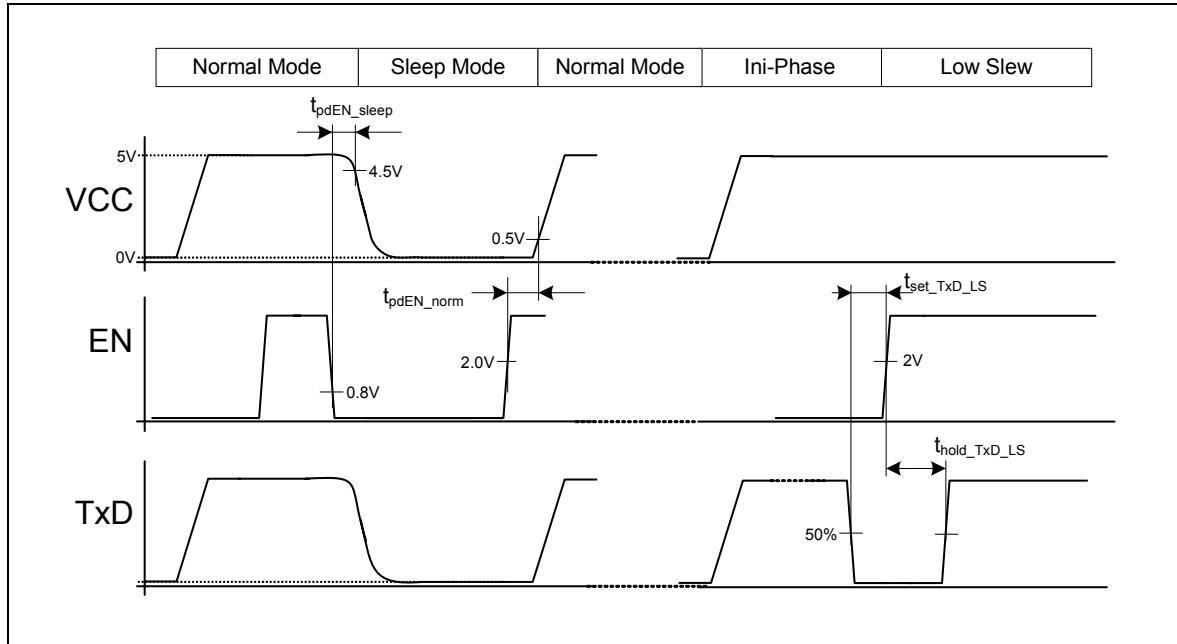 Normal Mode Sleep Mode Normal Mode Ini-Phase Low Slew
tpdEN_sleep
5V
4.5V
VCC
0.5V
0V
tpdEN_norm
tset_TxD_LS
EN
2.0V
2V
0.8V
thold_TxD_LS
TxD
50%